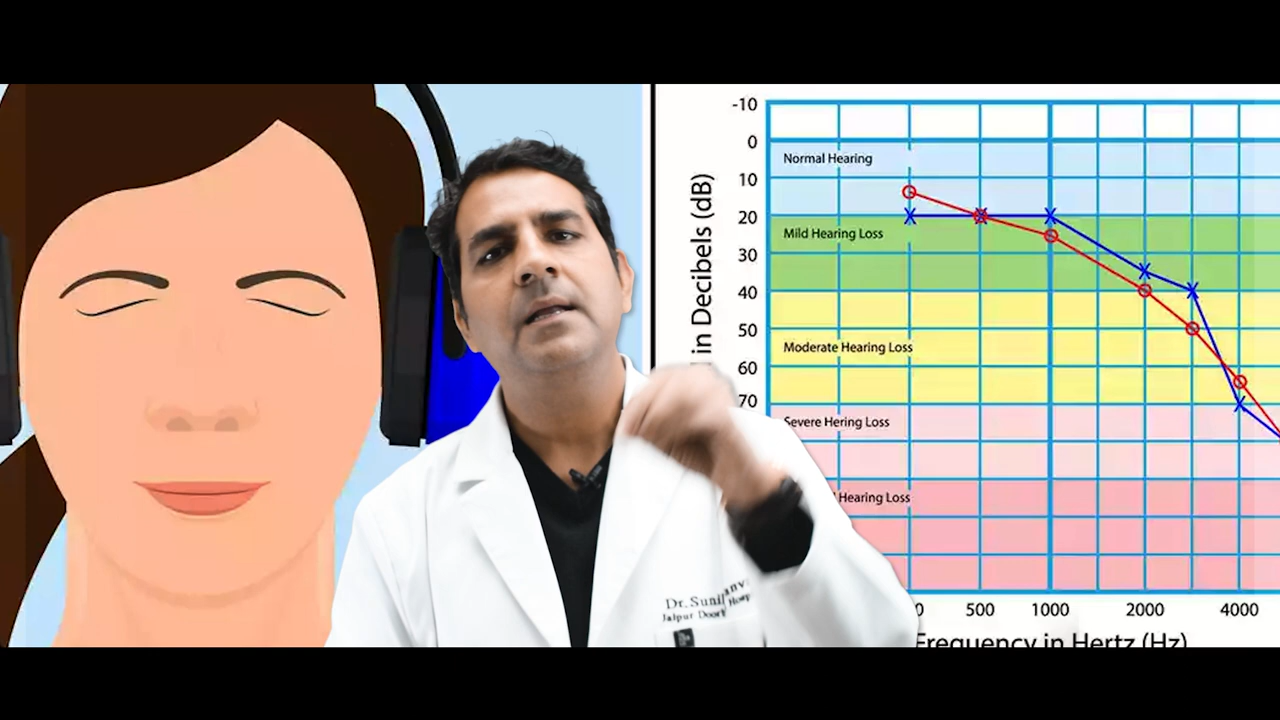 -10
0
10
20
30
40
50
60
70
in Decibels (dB)
Normal Hearing
Mild Hearing Loss
Moderate Hearing Loss
Severe Hering Loss
Hearing Loss
0 500 1000 2000 4000
Frequency in Hertz (Hz)
Dr. Sunil
Jaipur